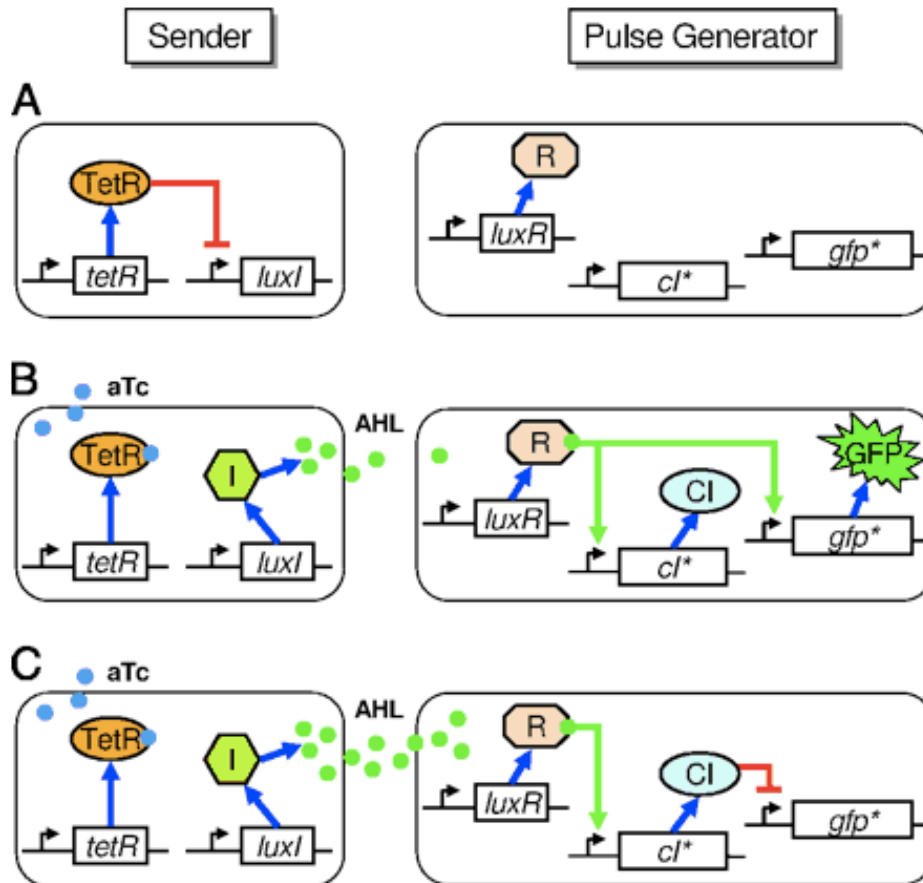 Sender
Pulse Generator
A
TetR
R
tetR
luxI
luxR
cI*
gfp*
B
aTc
AHL
TetR
I
R
CI
GFP
tetR
luxI
luxR
cI*
gfp*
C
aTc
AHL
TetR
I
R
CI
tetR
luxI
luxR
cI*
gfp*